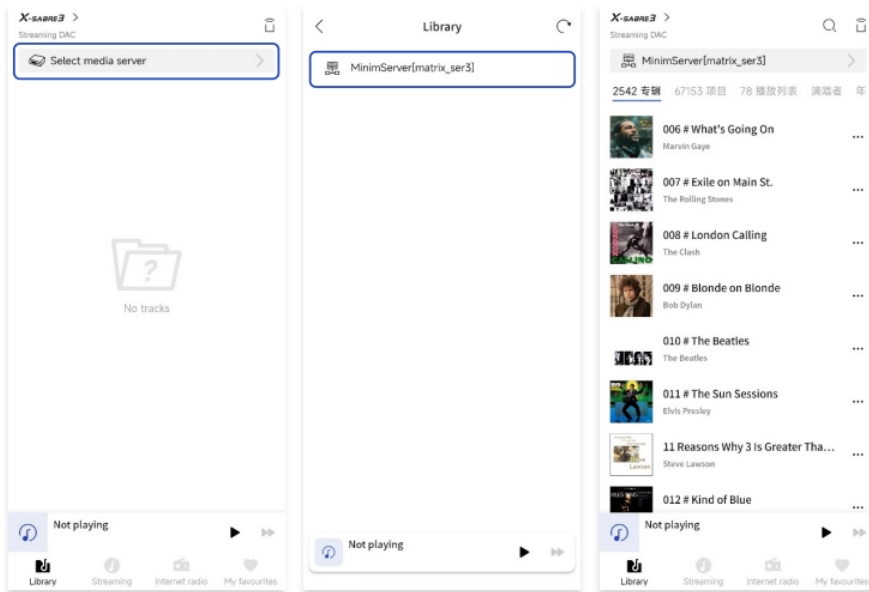 X-SABRE3 >
Streaming DAC
Select media server
No tracks
Not playing
Library
Streaming
Internet radio
My favourites
Library
MinimServer[matrix_ser3]
Not playing
X-SABRE3 >
Streaming DAC
MinimServer[matrix_ser3]
2542 专辑 67153 项目 78 播放列表 演唱者 年
006 # What's Going On
Marvin Gaye
007 # Exile on Main St.
The Rolling Stones
008 # London Calling
The Clash
009 # Blonde on Blonde
Bob Dylan
010 # The Beatles
The Beatles
011 # The Sun Sessions
Elvis Presley
11 Reasons Why 3 Is Greater Tha...
Steve Lawson
012 # Kind of Blue
Not playing
Library
Streaming
Internet radio
My favourites